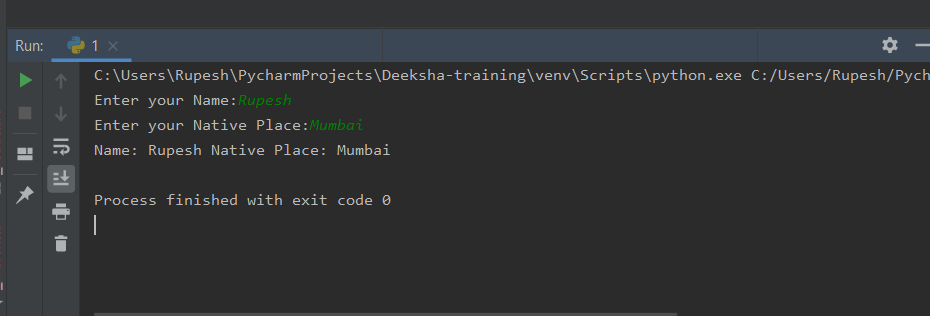 Run: 1
C:\Users\Rupesh\PycharmProjects\Deeksha-training\venv\Scripts\python.exe C:/Users/Rupesh/Pych
Enter your Name:Rupesh
Enter your Native Place:Mumbai
Name: Rupesh Native Place: Mumbai
Process finished with exit code 0